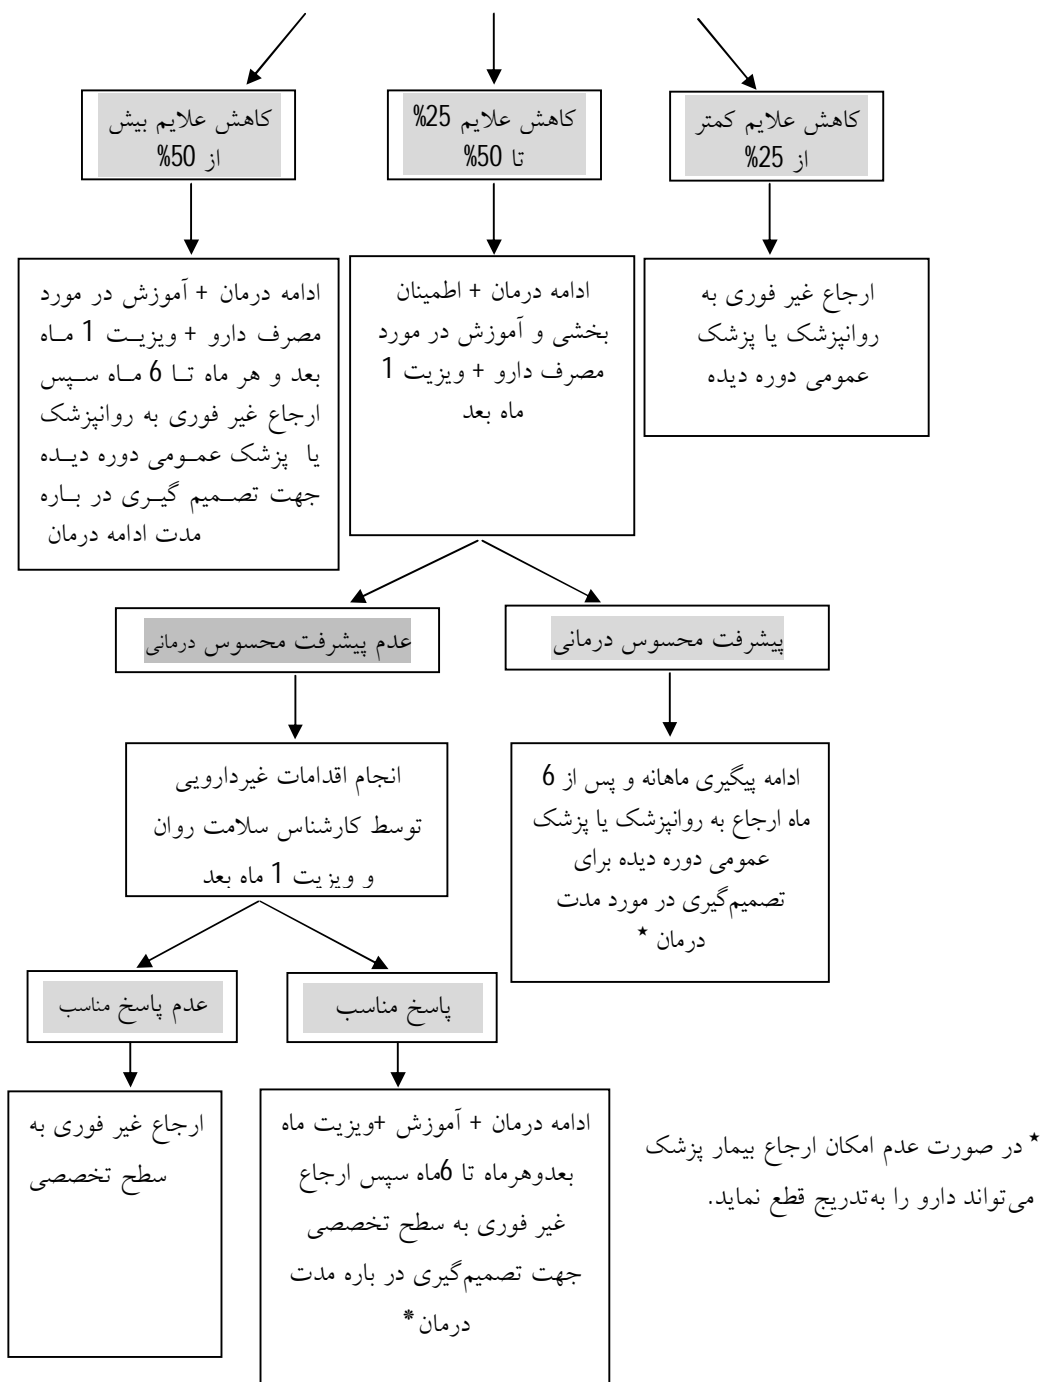 کاهش علایم کمتر
از 25%
کاهش علایم 25%
تا 50%
کاهش علایم بیش
از 50%
ارجاع غیر فوری به
روانپزشک یا پزشک
عمومی دوره دیده
ادامه درمان + اطمینان
بخشی و آموزش در مورد
مصرف دارو + ویزیت 1
ماه بعد
ادامه درمان + آموزش در مورد
مصرف دارو + ویزیت 1 ماه
بعد و هر ماه تا 6 ماه سپس
ارجاع غیر فوری به روانپزشک
یا پزشک عمومی دوره دیده
جهت تصمیم گیری در باره
مدت ادامه درمان
پیشرفت محسوس درمانی
عدم پیشرفت محسوس درمانی
ادامه پیگیری ماهانه و پس از 6
ماه ارجاع به روانپزشک یا پزشک
عمومی دوره دیده برای
تصمیم‌گیری در مورد مدت
درمان ٭
انجام اقدامات غیردارویی
توسط کارشناس سلامت روان
و ویزیت 1 ماه بعد
پاسخ مناسب
عدم پاسخ مناسب
ادامه درمان + آموزش +ویزیت ماه
بعدوهرماه تا 6ماه سپس ارجاع
غیر فوری به سطح تخصصی
جهت تصمیم‌گیری در باره مدت
درمان*
ارجاع غیر فوری به
سطح تخصصی
٭ در صورت عدم امکان ارجاع بیمار پزشک
می‌تواند دارو را به‌تدریج قطع نماید.